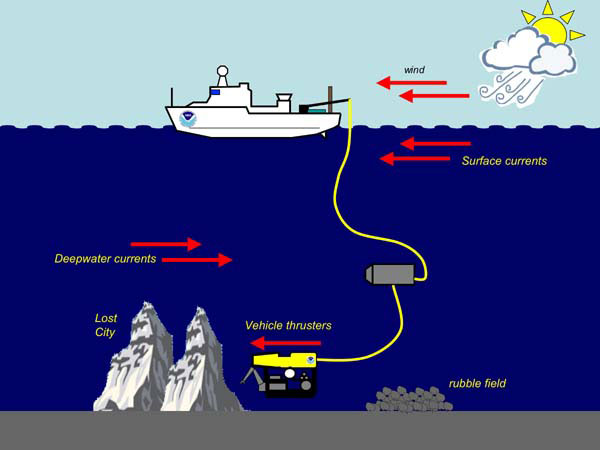 wind
Surface currents
Deepwater currents
Lost
City
Vehicle thrusters
rubble field